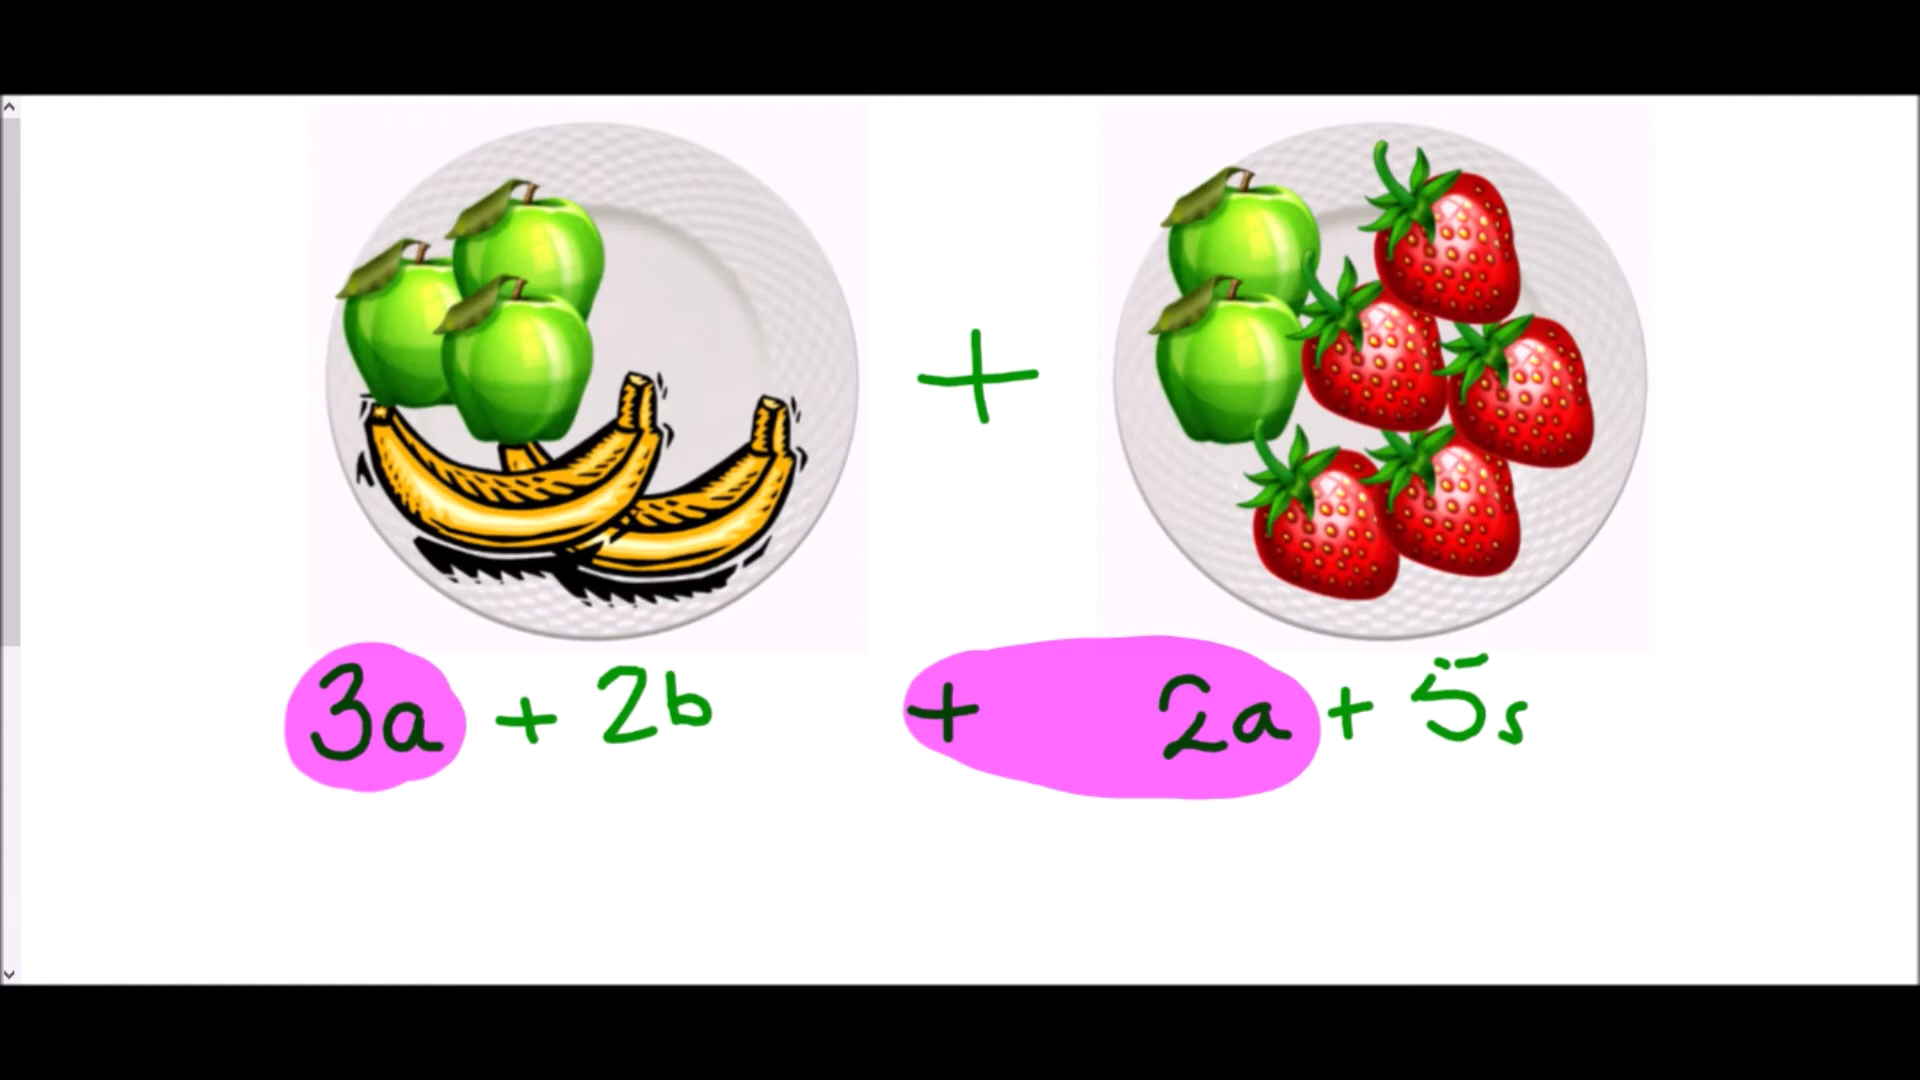 +
3a + 2b + 2a + 5s